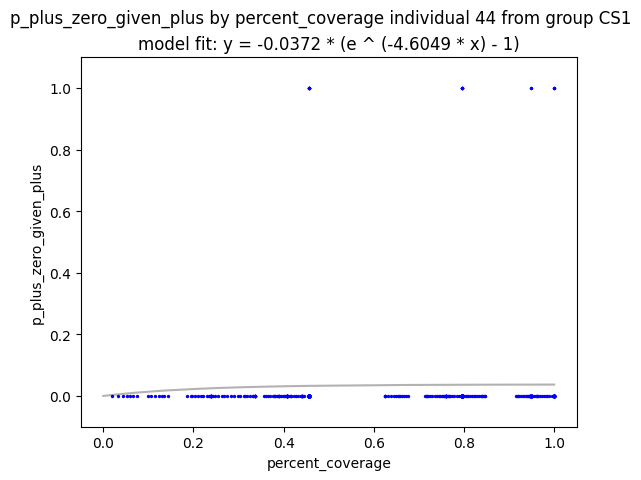 p_plus_zero_given_plus by percent_coverage individual 44 from group CS1
model fit: y = -0.0372 * (e ^ (-4.6049 * x) - 1)
p_plus_zero_given_plus
1.0
0.8
0.6
0.4
0.2
0.0
0.0 0.2 0.4 0.6 0.8 1.0
percent_coverage